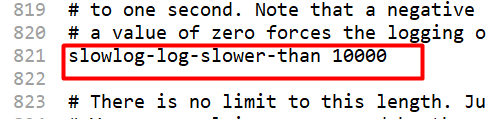 819 # to one second. Note that a negative
820 # a value of zero forces the logging o
821 slowlog-log-slower-than 10000
822
823 # There is no limit to this length. Ju